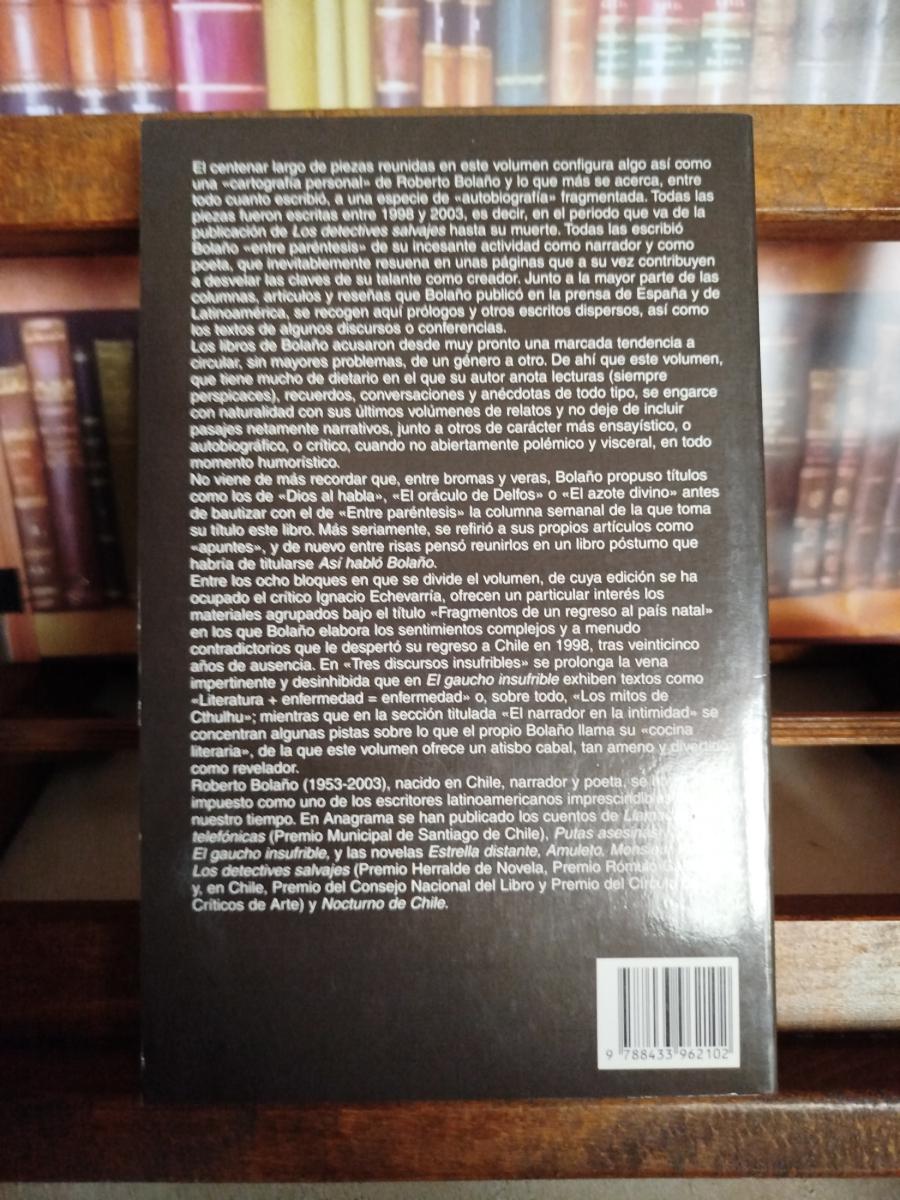 El centenar largo de piezas reunidas en este volumen configura algo así como
una «cartografía personal» de Roberto Bolaño y lo que más se acerca, entre
todo cuanto escribió, a una especie de «autobiografía» fragmentada. Todas las
piezas fueron escritas entre 1998 y 2003, es decir, en el periodo que va de la
publicación de Los detectives salvajes hasta su muerte. Todas las escribió
Bolaño «entre paréntesis» de su incesante actividad como narrador y como
poeta, que inevitablemente resuena en unas páginas que a su vez contribuyen
a desvelar las claves de su talante como creador. Junto a la mayor parte de las
columnas, artículos y reseñas que Bolaño publicó en la prensa de España y de
Latinoamérica, se recogen aquí prólogos y otros escritos dispersos, así como
los textos de algunos discursos o conferencias.
Los libros de Bolaño acusaron desde muy pronto una marcada tendencia a
circular, sin mayores problemas, de un género a otro. De ahí que este volumen,
que tiene mucho de dietario en el que su autor anota lecturas (siempre
perspicaces), recuerdos, conversaciones y anécdotas de todo tipo, se engarce
con naturalidad con sus últimos volúmenes de relatos y no deje de incluir
pasajes netamente narrativos, junto a otros de carácter más ensayístico, o
autobiográfico, o crítico, cuando no abiertamente polémico y visceral, en todo
momento humorístico.
No viene de más recordar que, entre bromas y veras, Bolaño propuso títulos
como los de «Dios al habla», «El oráculo de Delfos» o «El azote divino» antes
de bautizar con el de «Entre paréntesis» la columna semanal de la que toma
su título este libro. Más seriamente, se refirió a sus propios artículos como
«apuntes», y de nuevo entre risas pensó reunirlos en un libro póstumo que
habría de titularse Así habló Bolaño.
Entre los ocho bloques en que se divide el volumen, de cuya edición se ha
ocupado el crítico Ignacio Echevarría, ofrecen un particular interés los
materiales agrupados bajo el título «Fragmentos de un regreso al país natal»
en los que Bolaño elabora los sentimientos complejos y a menudo
contradictorios que le despertó su regreso a Chile en 1998, tras veinticinco
años de ausencia. En «Tres discursos insufribles» se prolonga la vena
impertinente y desinhibida que en El gaucho insufrible exhiben textos como
«Literatura + enfermedad = enfermedad» o, sobre todo, «Los mitos de
Cthulhu»; mientras que en la sección titulada «El narrador en la intimidad» se
concentran algunas pistas sobre lo que el propio Bolaño llama su «cocina
literaria», de la que este volumen ofrece un atisbo cabal, tan ameno y divertido
como revelador.
Roberto Bolaño (1953-2003), nacido en Chile, narrador y poeta, se
impuesto como uno de los escritores latinoamericanos imprescindibles
nuestro tiempo. En Anagrama se han publicado los cuentos de
telefónicas (Premio Municipal de Santiago de Chile), Putas asesinas
El gaucho insufrible, y las novelas Estrella distante, Amuleto,
Los detectives salvajes (Premio Herralde de Novela, Premio Rómulo
y, en Chile, Premio del Consejo Nacional del Libro y Premio del Círculo
Críticos de Arte) y Nocturno de Chile.
9 788433 962102